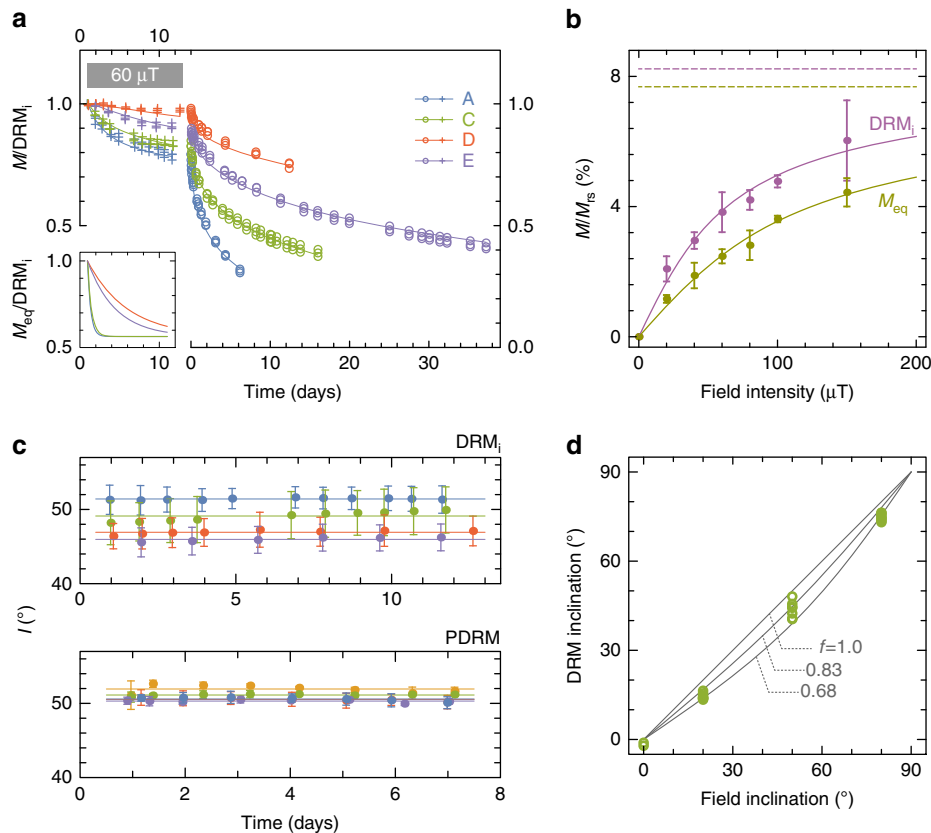 a
0 10
60 µT
M/DRMi
1.0
0.5
A
C
D
E
1.0
0.5
0.0
Meq/DRMi
1.0
0.5
0 10
0 10 20 30
Time (days)
b
M/Mrs (%)
8
4
0
DRMi
Meq
0 100 200
Field intensity (µT)
c
DRMi
50
40
0 5 10
I (°)
PDRM
50
40
0 2 4 6 8
Time (days)
d
DRM inclination (°)
90
60
30
0
f=1.0
0.83
0.68
0 30 60 90
Field inclination (°)